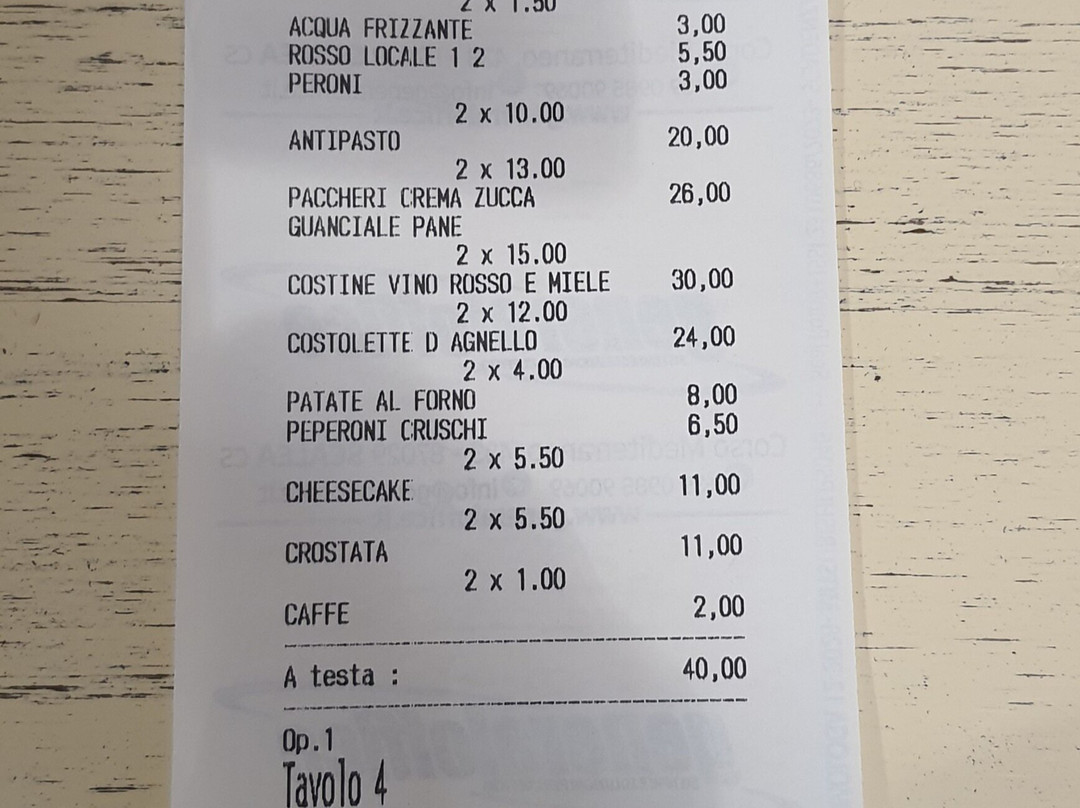 2 x 1.50
ACQUA FRIZZANTE 3,00
ROSSO LOCALE 1 2 5,50
PERONI 3,00
2 x 10.00
ANTIPASTO 20,00
2 x 13.00
PACCHERI CREMA ZUCCA 26,00
GUANCIALE PANE
2 x 15.00
COSTINE VINO ROSSO E MIELE 30,00
2 x 12.00
COSTOLETTE D AGNELLO 24,00
2 x 4.00
PATATE AL FORNO 8,00
PEPERONI CRUSCHI 6,50
2 x 5.50
CHEESECAKE 11,00
2 x 5.50
CROSTATA 11,00
2 x 1.00
CAFFE 2,00
A testa : 40,00
Op.1
Tavolo 4